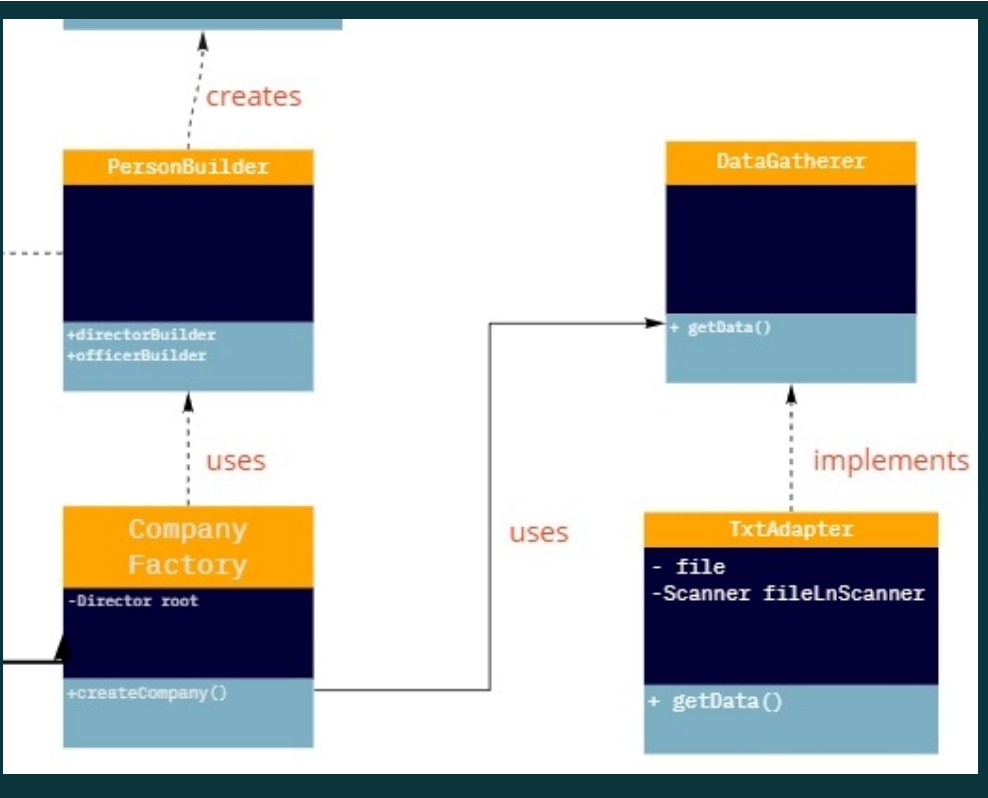 creates
PersonBuilder
+directorBuilder
+officerBuilder
uses
Company
Factory
-Director root
+createCompany()
uses
DataGatherer
+ getData()
implements
TxtAdapter
- file
-Scanner fileLnScanner
+ getData()